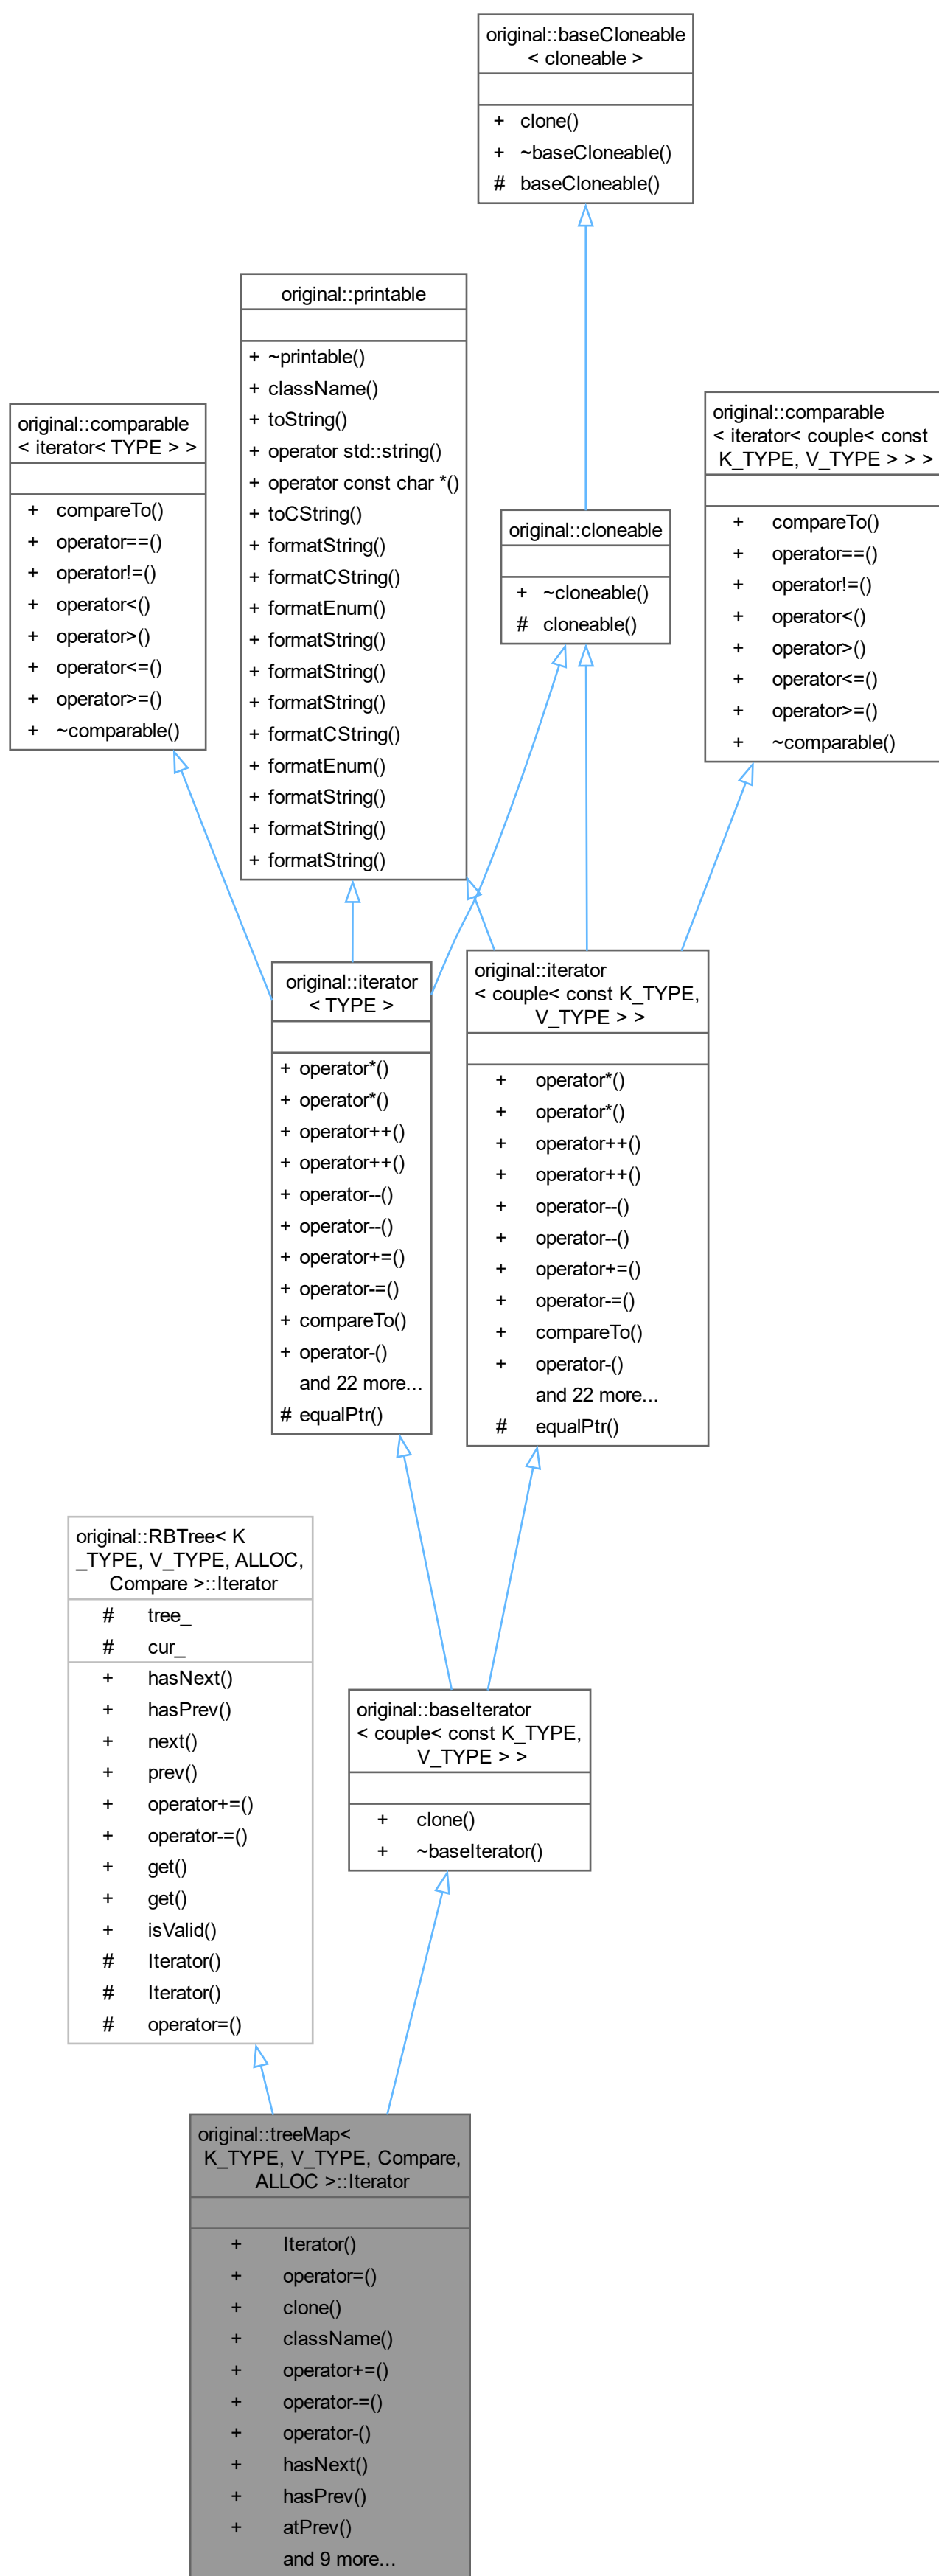 original::baseCloneable
< cloneable >
+ clone()
+ ~baseCloneable()
# baseCloneable()
original::printable
+ ~printable()
+ className()
+ toString()
+ operator std::string()
+ operator const char *()
+ toCString()
+ formatString()
+ formatCString()
+ formatEnum()
+ formatString()
+ formatString()
+ formatString()
+ formatCString()
+ formatEnum()
+ formatString()
+ formatString()
+ formatString()
original::comparable
< iterator< TYPE > >
+ compareTo()
+ operator==()
+ operator!=()
+ operator<()
+ operator>()
+ operator<=()
+ operator>=()
+ ~comparable()
original::cloneable
+ ~cloneable()
# cloneable()
original::comparable
< iterator< couple< const
K_TYPE, V_TYPE > > >
+ compareTo()
+ operator==()
+ operator!=()
+ operator<()
+ operator>()
+ operator<=()
+ operator>=()
+ ~comparable()
original::iterator
< TYPE >
+ operator*()
+ operator*()
+ operator++()
+ operator++()
+ operator--()
+ operator--()
+ operator+=()
+ operator-=()
+ compareTo()
+ operator-()
and 22 more...
# equalPtr()
original::iterator
< couple< const K_TYPE,
V_TYPE > >
+ operator*()
+ operator*()
+ operator++()
+ operator++()
+ operator--()
+ operator--()
+ operator+=()
+ operator-=()
+ compareTo()
+ operator-()
and 22 more...
# equalPtr()
original::RBTree< K
_TYPE, V_TYPE, ALLOC,
Compare >::Iterator
# tree_
# cur_
+ hasNext()
+ hasPrev()
+ next()
+ prev()
+ operator+=()
+ operator-=()
+ get()
+ get()
+ isValid()
# Iterator()
# Iterator()
# operator=()
original::baseIterator
< couple< const K_TYPE,
V_TYPE > >
+ clone()
+ ~baseIterator()
original::treeMap<
K_TYPE, V_TYPE, Compare,
ALLOC >::Iterator
+ Iterator()
+ operator=()
+ clone()
+ className()
+ operator+=()
+ operator-=()
+ operator-()
+ hasNext()
+ hasPrev()
+ atPrev()
and 9 more...